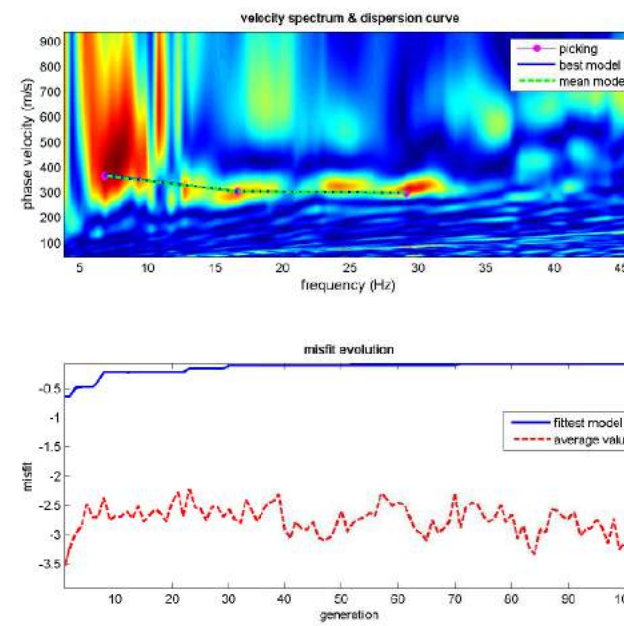 velocity spectrum & dispersion curve
900
800
700
600
500
400
300
200
100
phase velocity (m/s)
picking
best model
mean model
5 10 15 20 25 30 35 40 45
frequency (Hz)
misfit evolution
-0.5
-1
-1.5
-2
-2.5
-3
-3.5
misfit
fittest model
average valu
10 20 30 40 50 60 70 80 90 10
generation